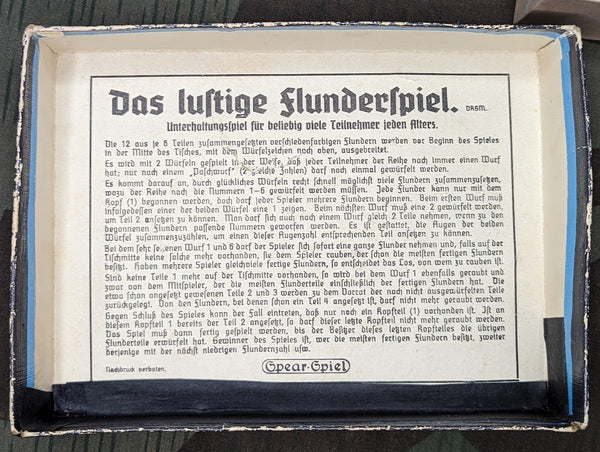 Das lustige Flunderspiel. DRGM.
Unterhaltungsspiel für beliebig viele Teilnehmer jeden Alters.
Die 12 aus je 6 Teilen zusammengesetzten verschiedenfarbigen Flundern werden vor Beginn des Spieles
in der Mitte des Tisches, mit dem Würfelzeichen nach oben, ausgebreitet.
Es wird mit 2 Würfeln gespielt in der Weise, daß jeder Teilnehmer der Reihe nach immer einen Wurf
hat; nur nach einem „Paschwurf“ (2 gleiche Zahlen) darf noch einmal gewürfelt werden.
Es kommt darauf an, durch glückliches Würfeln recht schnell möglichst viele Flundern zusammenzusetzen,
wozu der Reihe nach die Nummern 1–6 gewürfelt werden müssen. Jede Flunder kann nur mit dem
Kopf (1) begonnen werden, doch darf jeder Spieler mehrere Flundern beginnen. Beim ersten Wurf muß
infolgedessen einer der beiden Würfel eine 1 zeigen. Beim nächsten Wurf muß eine 2 gewürfelt werden,
um Teil 2 ansetzen zu können. Man darf sich auch nach einem Wurf gleich 2 Teile nehmen, wenn zu den
begonnenen Flundern passende Nummern geworfen werden. Es ist gestattet, die Augen der beiden
Würfel zusammenzuzählen, um einen dieser Augenzahl entsprechenden Teil ansetzen zu können.
Bei dem sehr seltenen Wurf 1 und 6 darf der Spieler sich sofort eine ganze Flunder nehmen und, falls auf der
Tischmitte keine solche mehr vorhanden, sie dem Spieler rauben, der schon die meisten fertigen Flundern
besitzt. Haben mehrere Spieler gleichviele fertige Flundern, so entscheidet das Los, von wem zu rauben ist.
Sind keine Teile 1 mehr auf der Tischmitte vorhanden, so wird bei dem Wurf 1 ebenfalls geraubt und
zwar von dem Mitspieler, der die meisten Flunderteile einschließlich der fertigen Flundern hat. Die
etwa schon angesetzt gewesenen Teile 2 und 3 werden zu dem Vorrat der noch nicht ausgewürfelten Teile
zurückgelegt. Von den Flundern, bei denen schon ein Teil 4 angesetzt ist, darf nicht mehr geraubt werden.
Gegen Schluß des Spieles kann der Fall eintreten, daß nur noch ein Kopfteil (1) vorhanden ist. Ist an
diesem Kopfteil 1 bereits der Teil 2 angesetzt, so darf dieser letzte Kopfteil nicht mehr geraubt werden.
Das Spiel muß dann fertig gespielt werden, bis der Besitzer dieses letzten Kopfteiles die übrigen
Flunderteile erwürfelt hat. Gewinner des Spieles ist, wer die meisten fertigen Flundern besitzt, zweiter
derjenige mit der nächst niedrigen Flundernzahl usw.
Nachdruck verboten.
Spear-Spiel